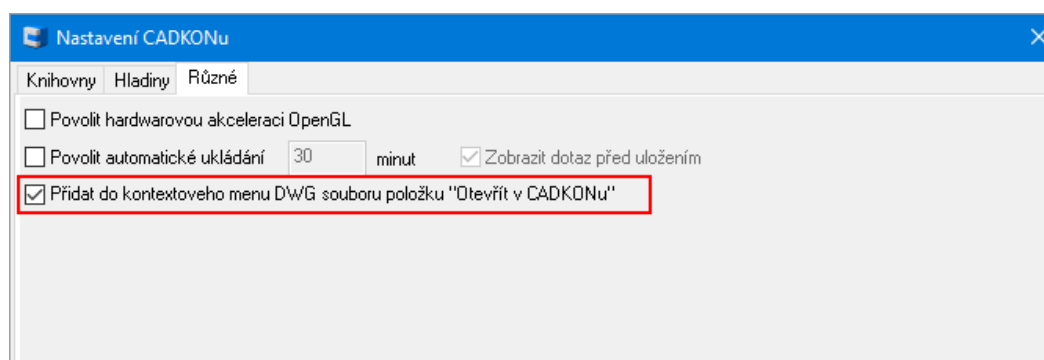 Nastavení CADKONu
Knihovny Hladiny Různé
Povolit hardwarovou akceleraci OpenGL
Povolit automatické ukládání 30 minut Zobrazit dotaz před uložením
Přidat do kontextoveho menu DWG souboru položku "Otevřít v CADKONu"